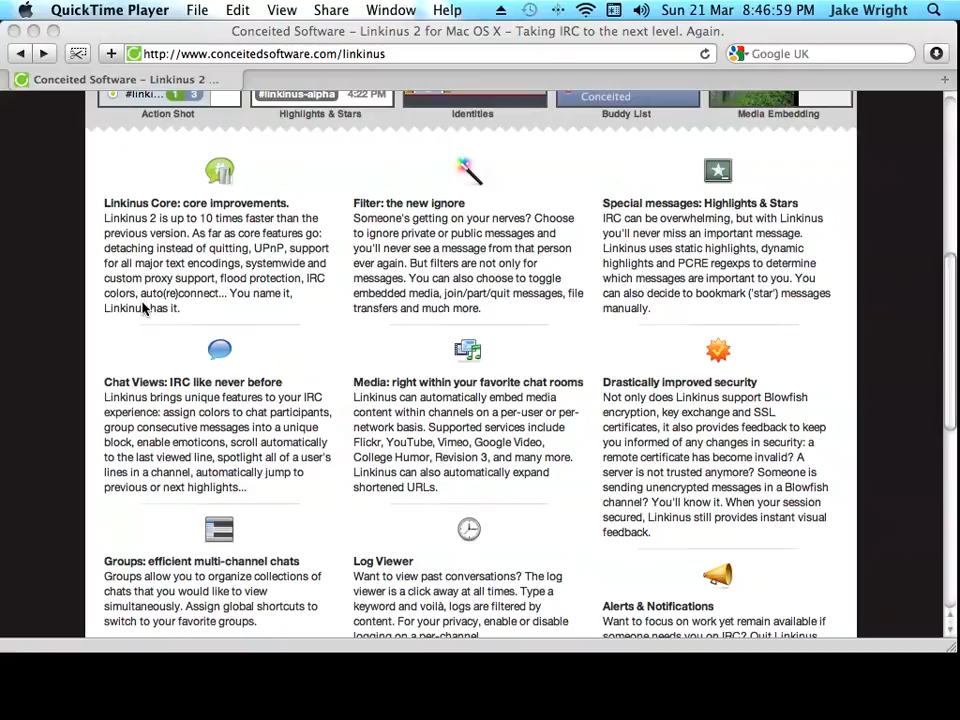 QuickTime Player File Edit View Share Window Help Sun 21 Mar 8:46:59 PM Jake Wright
Conceited Software – Linkinus 2 for Mac OS X – Taking IRC to the next level. Again.
http://www.conceitedsoftware.com/linkinus
Google UK
Conceited Software – Linkinus 2 ...
#linki... 1 3
#linkinus-alpha 4:22 PM
Conceited
Action Shot
Highlights & Stars
Identities
Buddy List
Media Embedding
Linkinus Core: core improvements.
Linkinus 2 is up to 10 times faster than the
previous version. As far as core features go:
detaching instead of quitting, UPnP, support
for all major text encodings, systemwide and
custom proxy support, flood protection, IRC
colors, auto(re)connect... You name it,
Linkinus has it.
Filter: the new ignore
Someone's getting on your nerves? Choose
to ignore private or public messages and
you'll never see a message from that person
ever again. But filters are not only for
messages. You can also choose to toggle
embedded media, join/part/quit messages, file
transfers and much more.
Special messages: Highlights & Stars
IRC can be overwhelming, but with Linkinus
you'll never miss an important message.
Linkinus uses static highlights, dynamic
highlights and PCRE regexps to determine
which messages are important to you. You
can also decide to bookmark ('star') messages
manually.
Chat Views: IRC like never before
Linkinus brings unique features to your IRC
experience: assign colors to chat participants,
group consecutive messages into a unique
block, enable emoticons, scroll automatically
to the last viewed line, spotlight all of a user's
lines in a channel, automatically jump to
previous or next highlights...
Media: right within your favorite chat rooms
Linkinus can automatically embed media
content within channels on a per-user or per-
network basis. Supported services include
Flickr, YouTube, Vimeo, Google Video,
College Humor, Revision 3, and many more.
Linkinus can also automatically expand
shortened URLs.
Drastically improved security
Not only does Linkinus support Blowfish
encryption, key exchange and SSL
certificates, it also provides feedback to keep
you informed of any changes in security: a
remote certificate has become invalid? A
server is not trusted anymore? Someone is
sending unencrypted messages in a Blowfish
channel? You'll know it. When your session
secured, Linkinus still provides instant visual
feedback.
Groups: efficient multi-channel chats
Groups allow you to organize collections of
chats that you would like to view
simultaneously. Assign global shortcuts to
switch to your favorite groups.
Log Viewer
Want to view past conversations? The log
viewer is a click away at all times. Type a
keyword and voilà, logs are filtered by
content. For your privacy, enable or disable
logging on a per-channel
Alerts & Notifications
Want to focus on work yet remain available if
someone needs you on IRC? Quit Linkinus